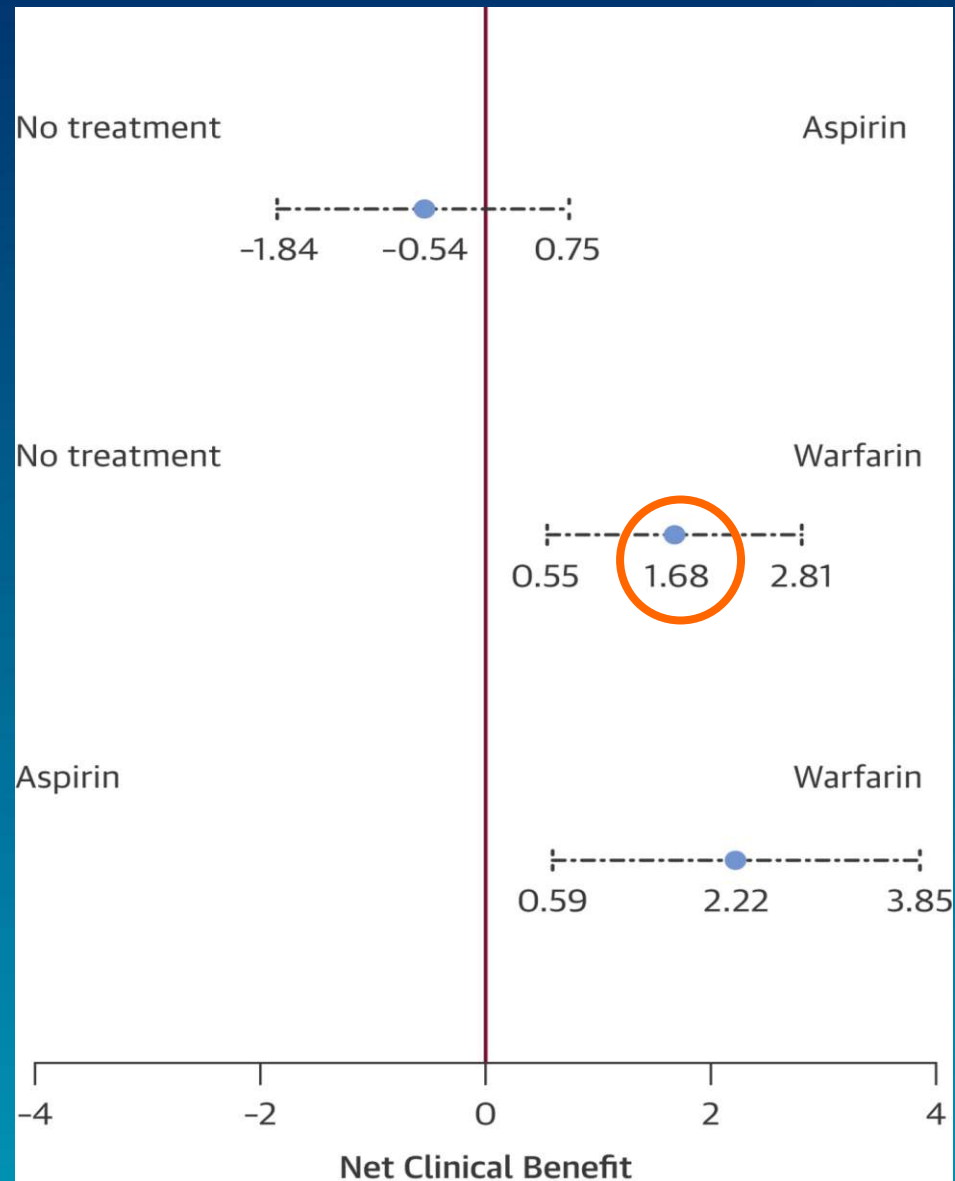 No treatment Aspirin
−1.84 −0.54 0.75
No treatment Warfarin
0.55 1.68 2.81
Aspirin Warfarin
0.59 2.22 3.85
−4 −2 0 2 4
Net Clinical Benefit